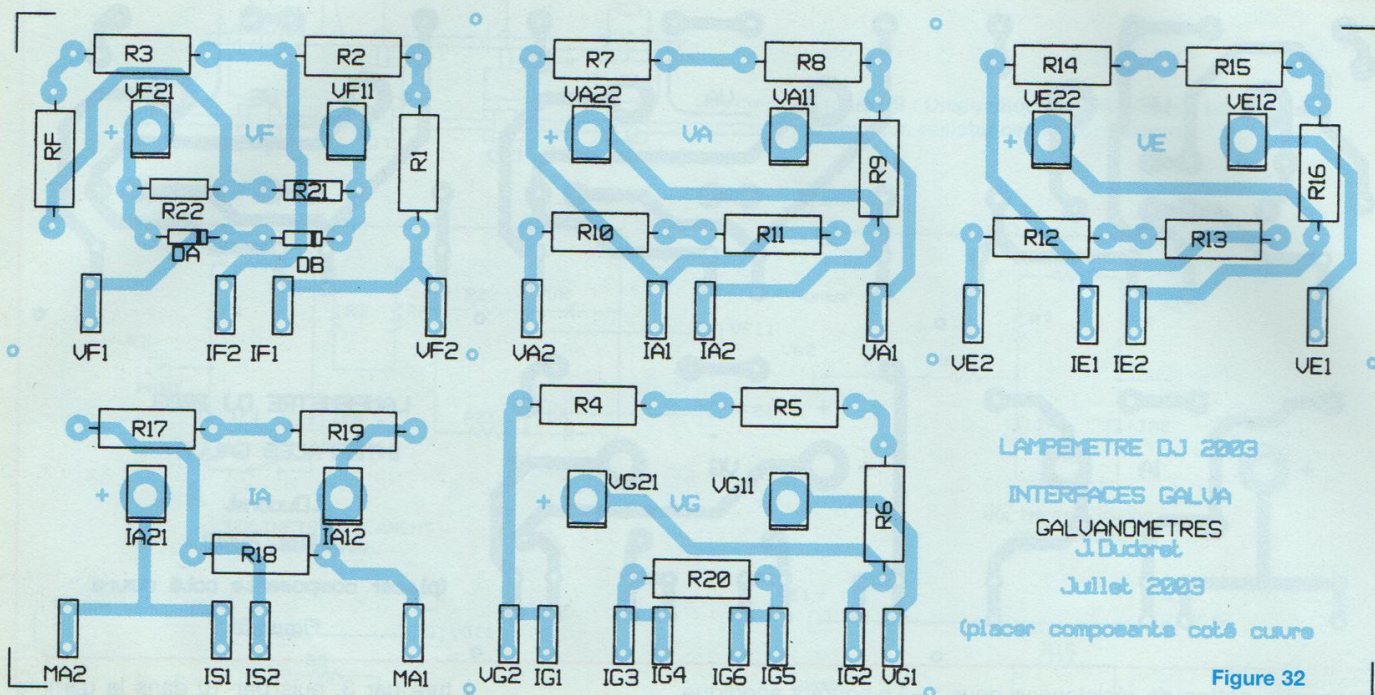 R3
R2
VF21
VF11
+
VF
RF
R1
R22
R21
DA
DB
VF1
IF2
IF1
VF2
R7
R8
VA22
VA11
+
VA
R9
R10
R11
VA2
IA1
IA2
VA1
R14
R15
VE22
VE12
+
VE
R16
R12
R13
VE2
IE1
IE2
VE1
R17
R19
+
IA
IA21
IA12
R18
MA2
IS1
IS2
MA1
R4
R5
VG21
VG11
+
VG
R6
R20
VG2
IG1
IG3
IG4
IG6
IG5
IG2
VG1
LAMPEMETRE DJ 2003
INTERFACES GALVA
GALVANOMETRES
J.Dudoret
Juillet 2003
(placer composants coté cuivre
Figure 32